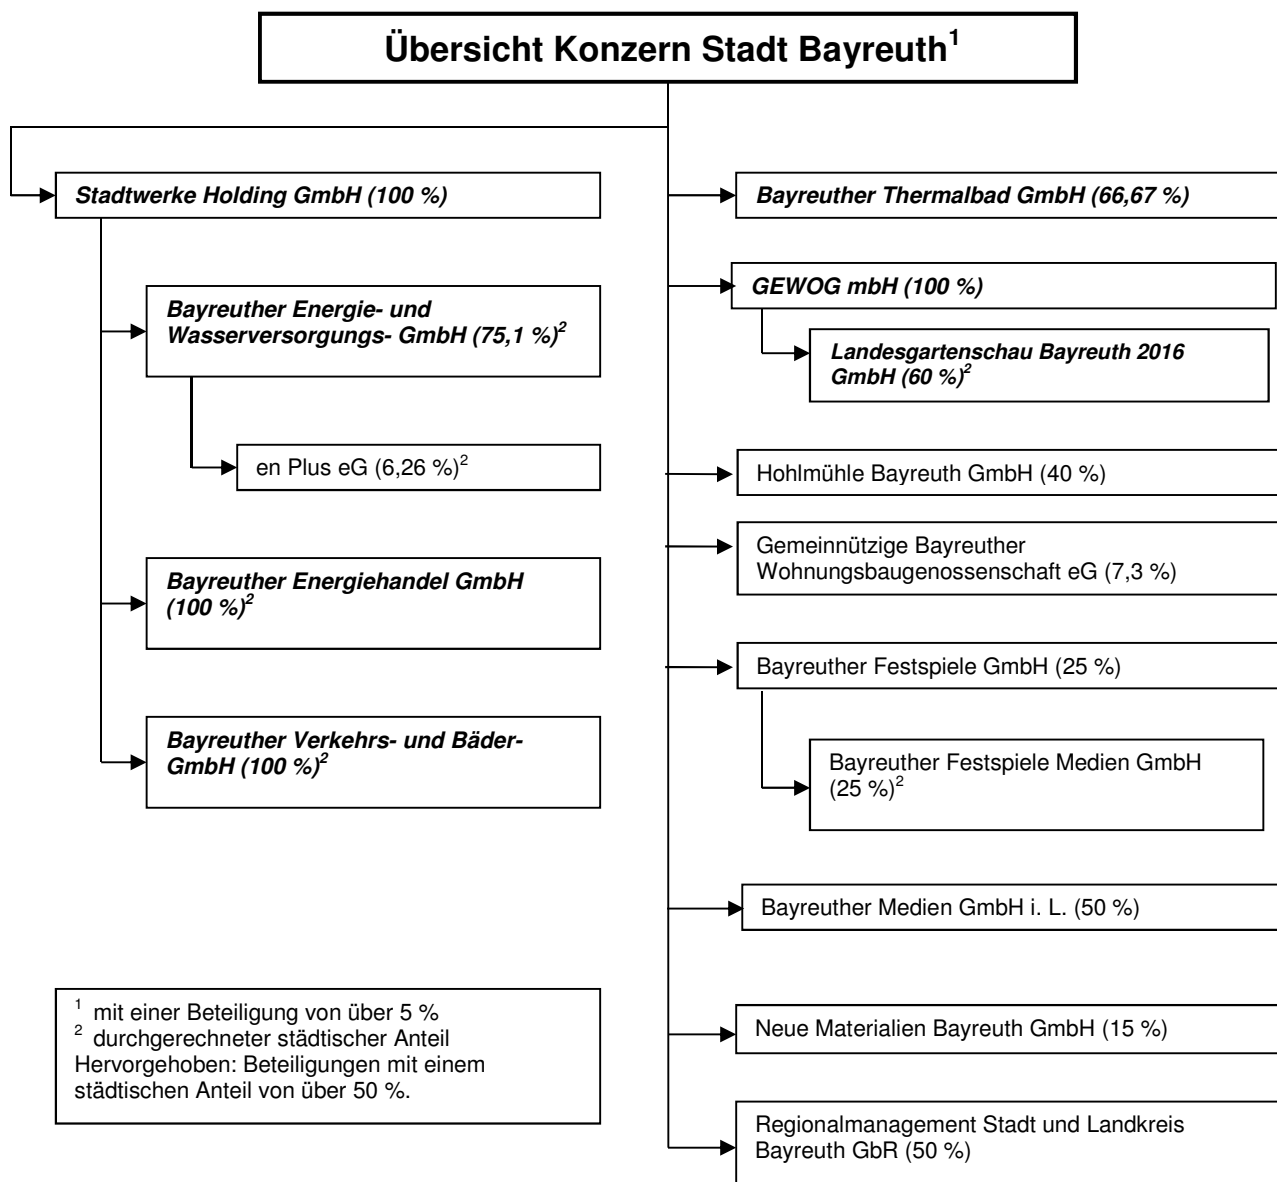 Übersicht Konzern Stadt Bayreuth¹
Stadtwerke Holding GmbH (100 %)
Bayreuther Energie- und
Wasserversorgungs- GmbH (75,1 %)²
en Plus eG (6,26 %)²
Bayreuther Energiehandel GmbH
(100 %)²
Bayreuther Verkehrs- und Bäder-
GmbH (100 %)²
Bayreuther Thermalbad GmbH (66,67 %)
GEWOG mbH (100 %)
Landesgartenschau Bayreuth 2016
GmbH (60 %)²
Hohlmühle Bayreuth GmbH (40 %)
Gemeinnützige Bayreuther
Wohnungsbaugenossenschaft eG (7,3 %)
Bayreuther Festspiele GmbH (25 %)
Bayreuther Festspiele Medien GmbH
(25 %)²
Bayreuther Medien GmbH i. L. (50 %)
Neue Materialien Bayreuth GmbH (15 %)
Regionalmanagement Stadt und Landkreis
Bayreuth GbR (50 %)
¹ mit einer Beteiligung von über 5 %
² durchgerechneter städtischer Anteil
Hervorgehoben: Beteiligungen mit einem
städtischen Anteil von über 50 %.